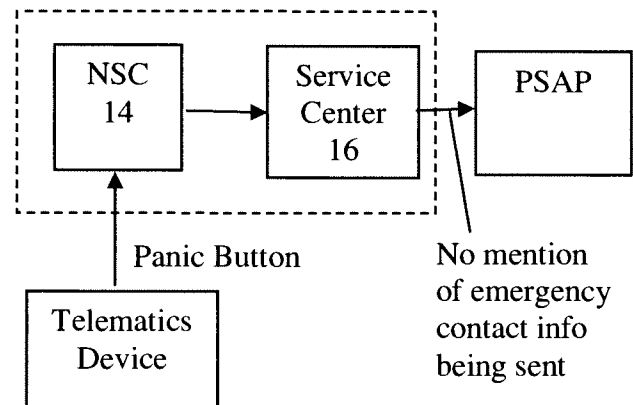 NSC
14
Service
Center
16
PSAP
Panic Button
Telematics
Device
No mention
of emergency
contact info
being sent